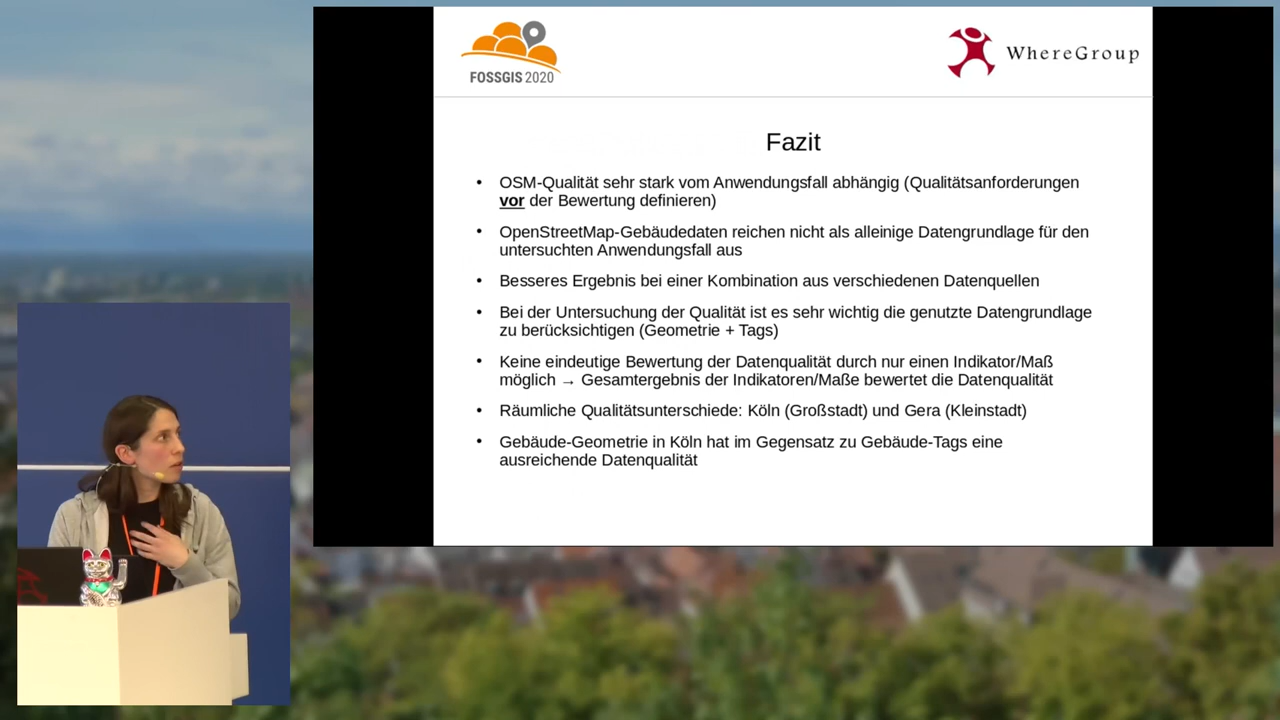 FOSSGIS 2020
WhereGroup
Fazit
• OSM-Qualität sehr stark vom Anwendungsfall abhängig (Qualitätsanforderungen
vor der Bewertung definieren)
• OpenStreetMap-Gebäudedaten reichen nicht als alleinige Datengrundlage für den
untersuchten Anwendungsfall aus
• Besseres Ergebnis bei einer Kombination aus verschiedenen Datenquellen
• Bei der Untersuchung der Qualität ist es sehr wichtig die genutzte Datengrundlage
zu berücksichtigen (Geometrie + Tags)
• Keine eindeutige Bewertung der Datenqualität durch nur einen Indikator/Maß
möglich → Gesamtergebnis der Indikatoren/Maße bewertet die Datenqualität
• Räumliche Qualitätsunterschiede: Köln (Großstadt) und Gera (Kleinstadt)
• Gebäude-Geometrie in Köln hat im Gegensatz zu Gebäude-Tags eine
ausreichende Datenqualität